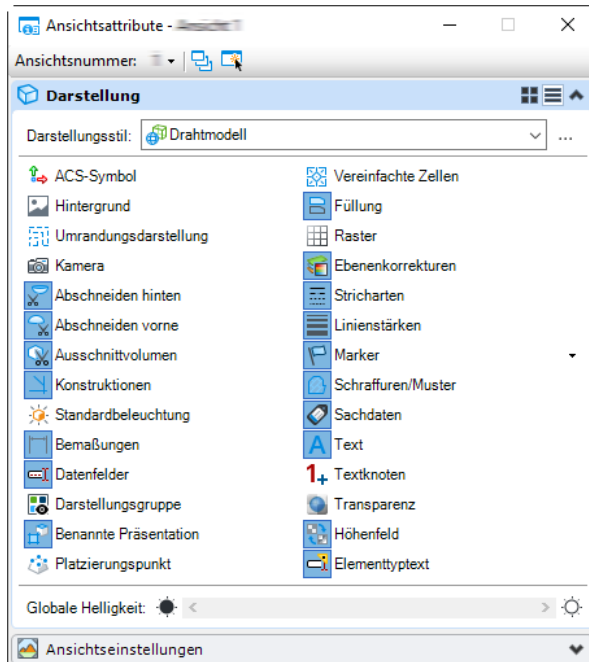 Ansichtsattribute -
Ansichtsnummer:
Darstellung
Darstellungsstil: Drahtmodell ...
ACS-Symbol
Hintergrund
Umrandungsdarstellung
Kamera
Abschneiden hinten
Abschneiden vorne
Ausschnittvolumen
Konstruktionen
Standardbeleuchtung
Bemaßungen
Datenfelder
Darstellungsgruppe
Benannte Präsentation
Platzierungspunkt
Vereinfachte Zellen
Füllung
Raster
Ebenenkorrekturen
Stricharten
Linienstärken
Marker
Schraffuren/Muster
Sachdaten
Text
Textknoten
Transparenz
Höhenfeld
Elementtyptext
Globale Helligkeit:
Ansichtseinstellungen